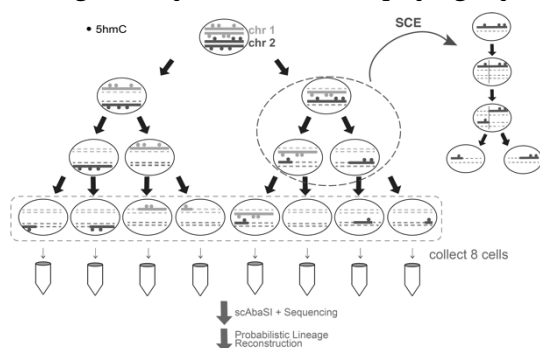 • 5hmC
chr 1
chr 2
SCE
collect 8 cells
scAbaSI + Sequencing
Probabilistic Lineage
Reconstruction